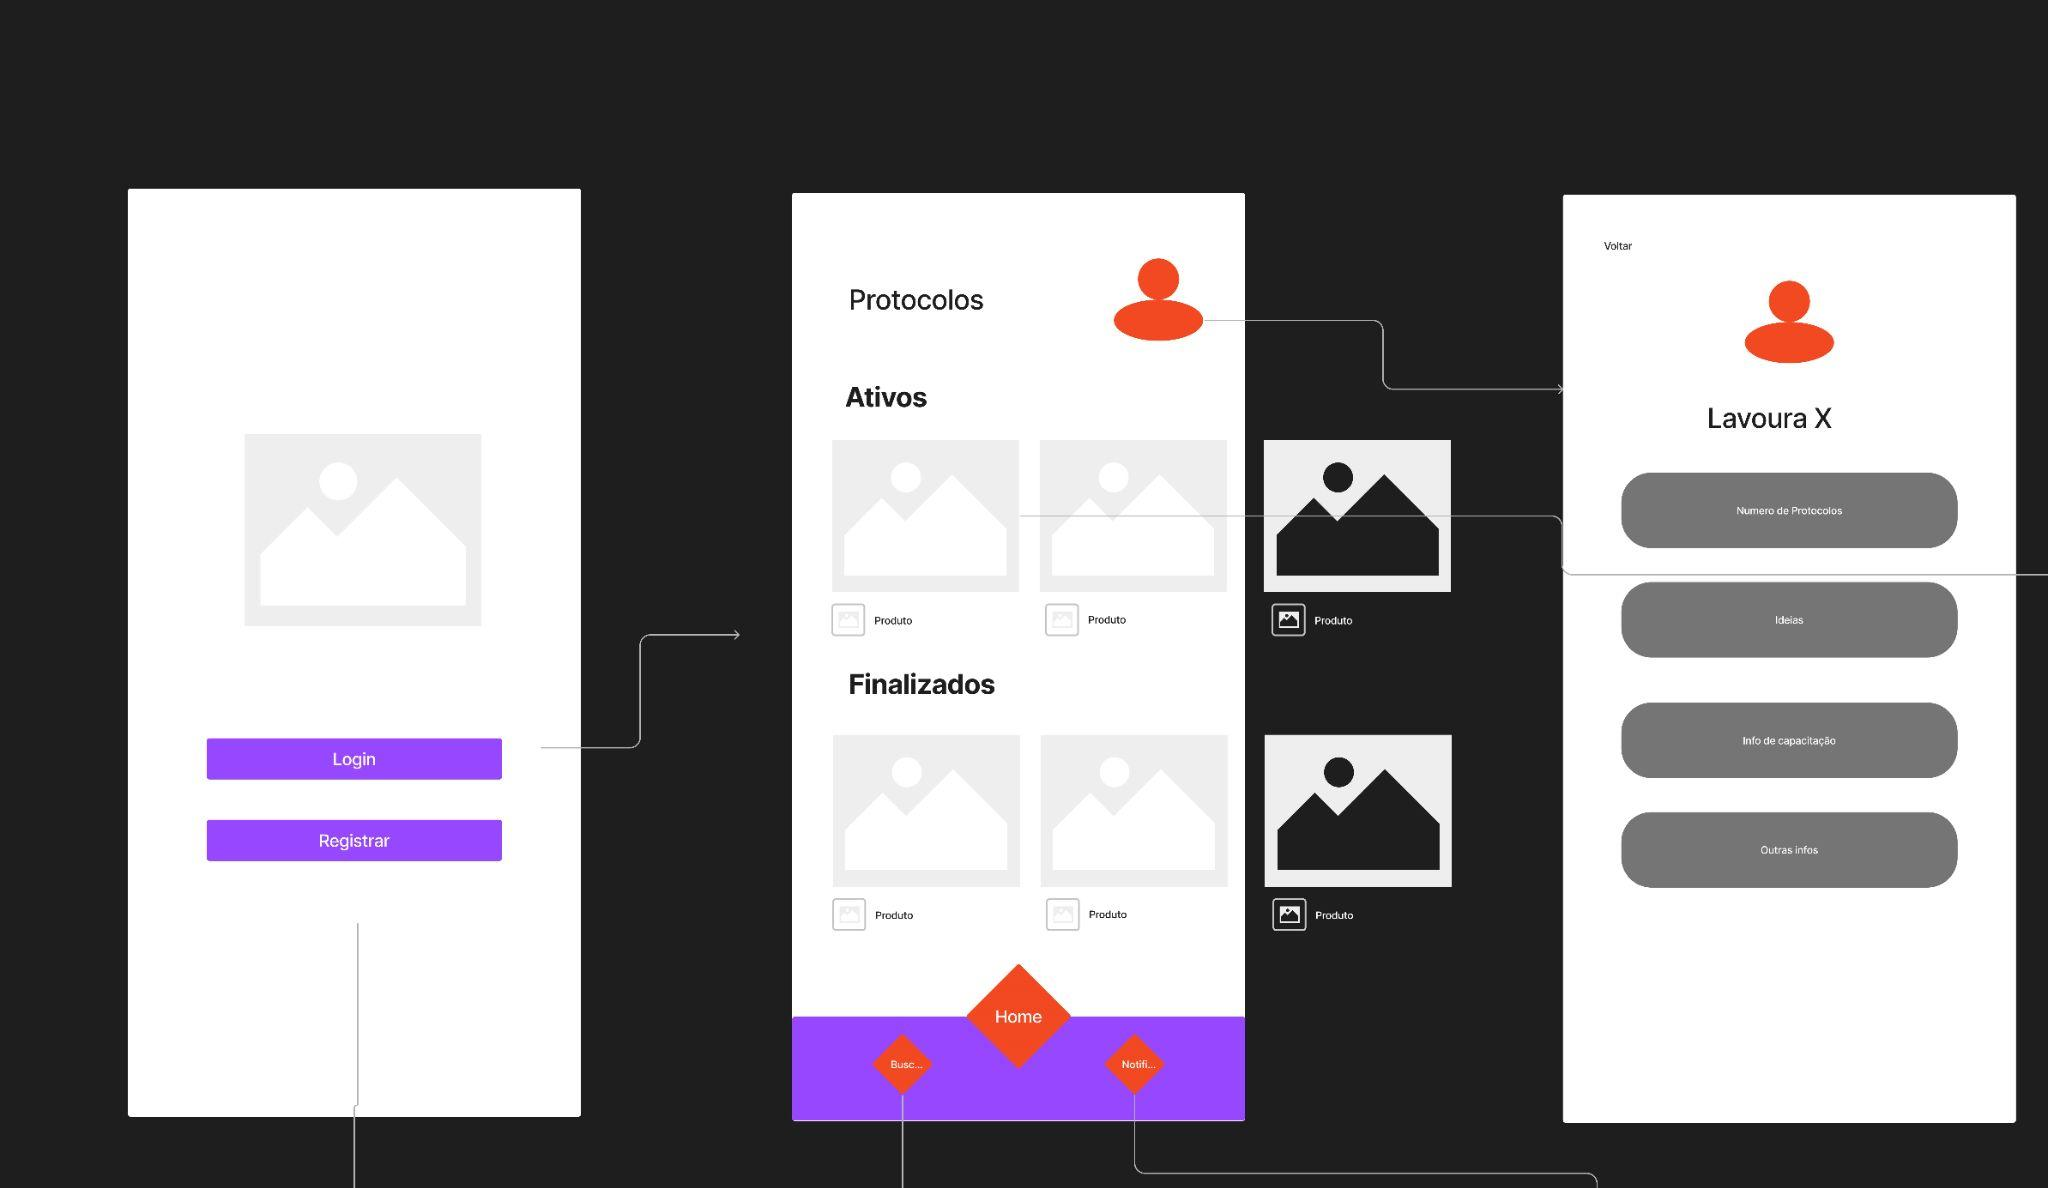 Login
Registrar
Protocolos
Ativos
Produto
Produto
Produto
Finalizados
Produto
Produto
Produto
Home
Busc...
Notifi...
Voltar
Lavoura X
Numero de Protocolos
Ideias
Info de capacitação
Outras infos